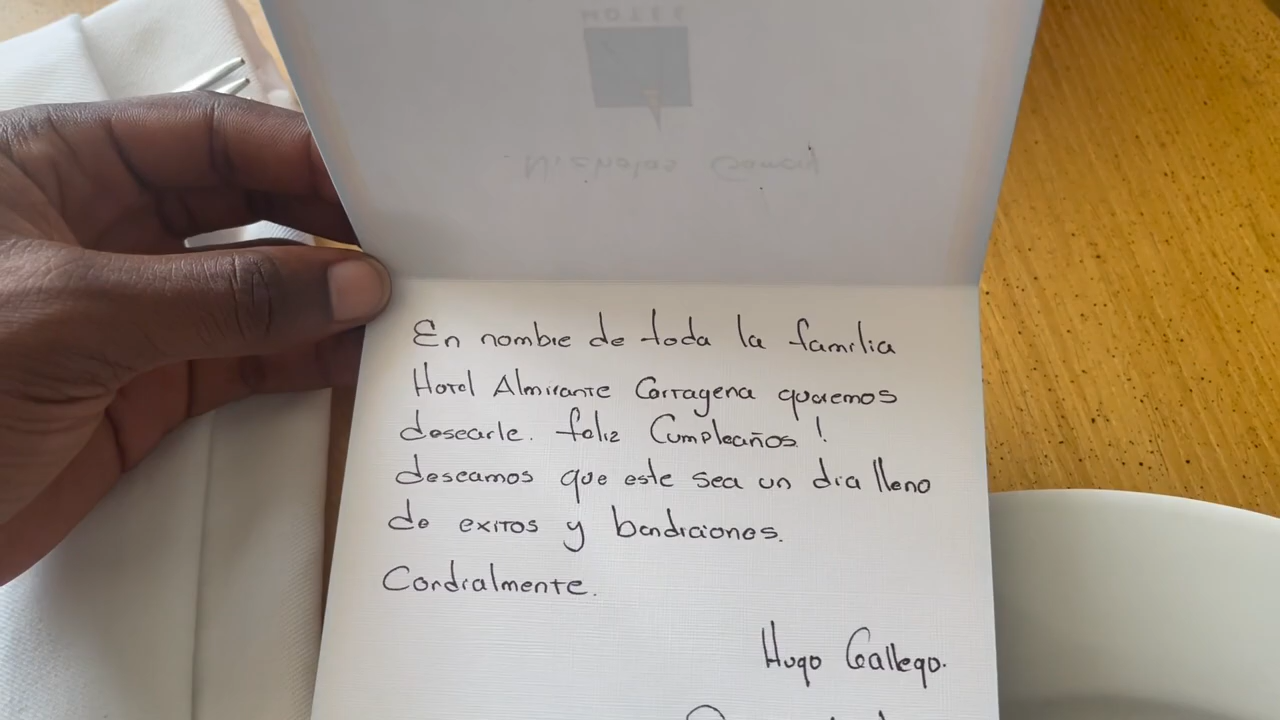 En nombre de toda la familia
Hotel Almirante Cartagena queremos
desearle. feliz Cumpleaños!
deseamos que este sea un dia lleno
de exitos y bendiciones.
Cordialmente.
Hugo Gallego.